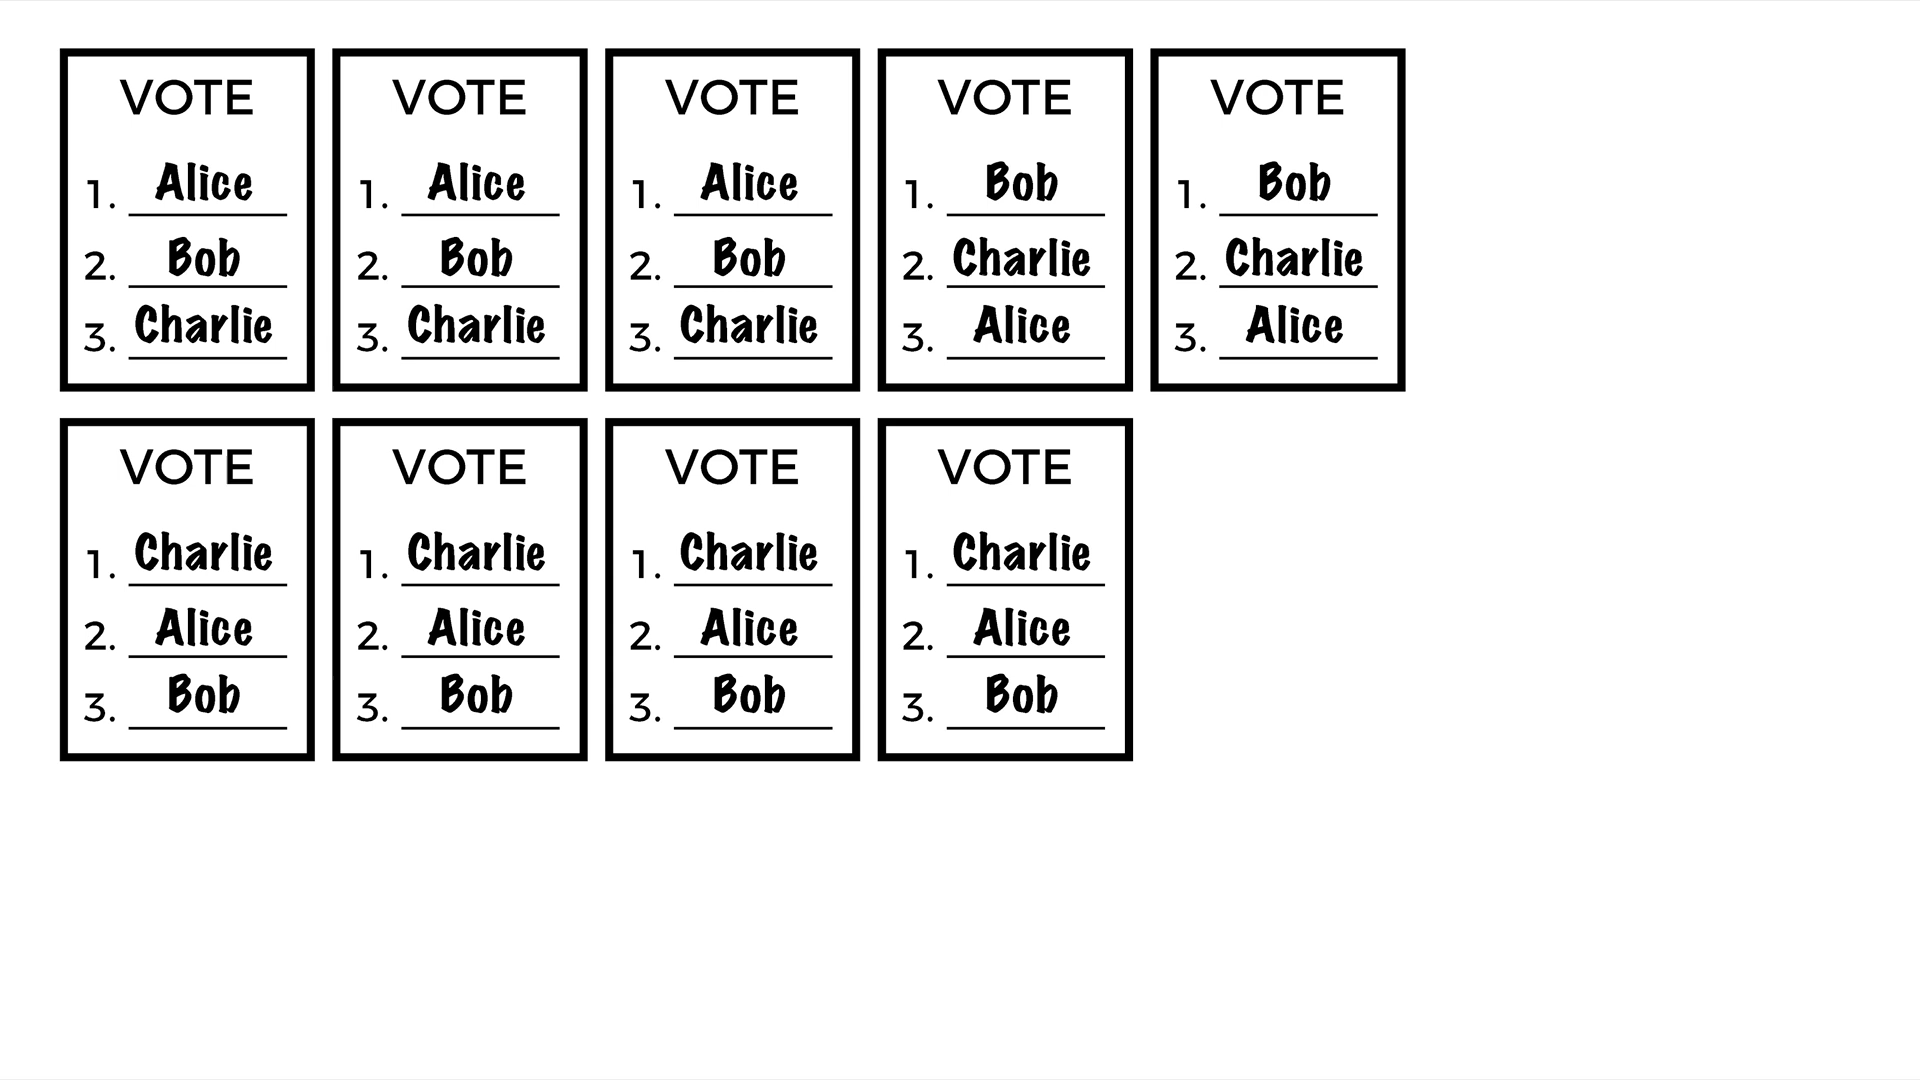 VOTE
1. Alice
2. Bob
3. Charlie
VOTE
1. Alice
2. Bob
3. Charlie
VOTE
1. Alice
2. Bob
3. Charlie
VOTE
1. Bob
2. Charlie
3. Alice
VOTE
1. Bob
2. Charlie
3. Alice
VOTE
1. Charlie
2. Alice
3. Bob
VOTE
1. Charlie
2. Alice
3. Bob
VOTE
1. Charlie
2. Alice
3. Bob
VOTE
1. Charlie
2. Alice
3. Bob